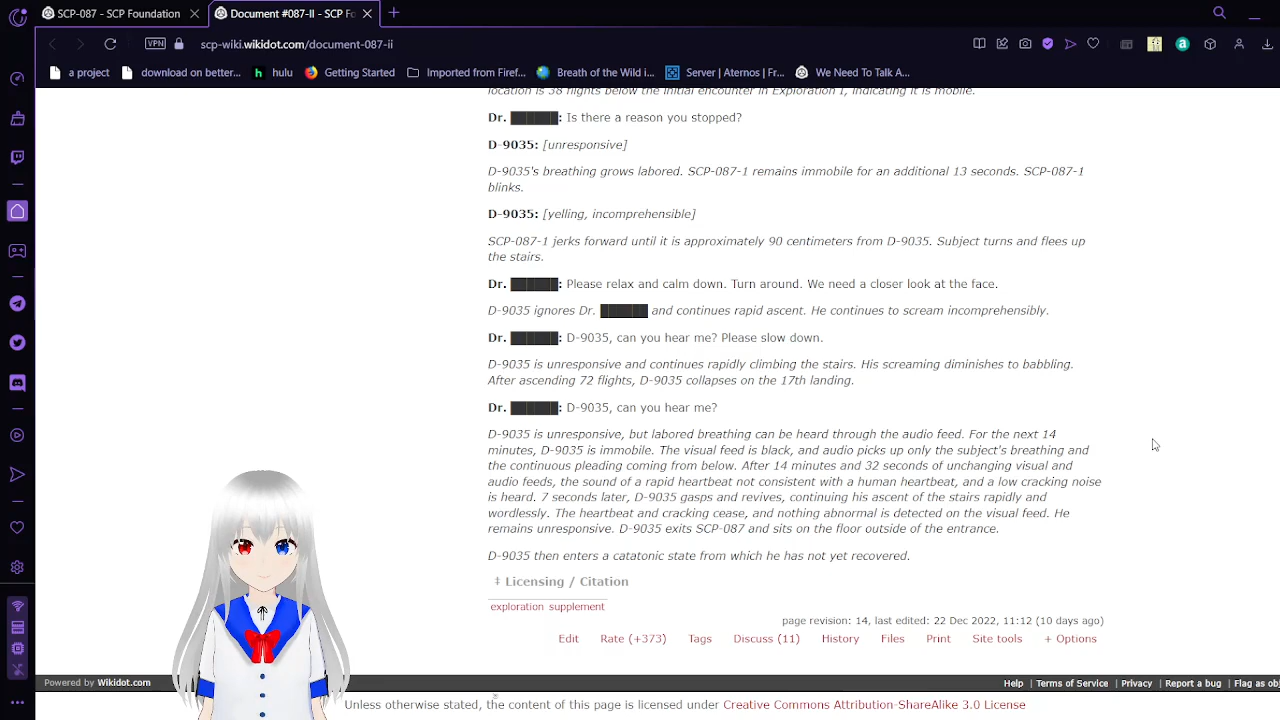 SCP-087 - SCP Foundation
Document #087-II - SCP Fo
VPN
scp-wiki.wikidot.com/document-087-ii
a project
download on better...
hulu
Getting Started
Imported from Firef...
Breath of the Wild i...
Server | Aternos | Fr...
We Need To Talk A...
location is 38 flights below the initial encounter in Exploration I, indicating it is mobile.
Dr. ██████: Is there a reason you stopped?
D-9035: [unresponsive]
D-9035's breathing grows labored. SCP-087-1 remains immobile for an additional 13 seconds. SCP-087-1
blinks.
D-9035: [yelling, incomprehensible]
SCP-087-1 jerks forward until it is approximately 90 centimeters from D-9035. Subject turns and flees up
the stairs.
Dr. ██████: Please relax and calm down. Turn around. We need a closer look at the face.
D-9035 ignores Dr. ██████ and continues rapid ascent. He continues to scream incomprehensibly.
Dr. ██████: D-9035, can you hear me? Please slow down.
D-9035 is unresponsive and continues rapidly climbing the stairs. His screaming diminishes to babbling.
After ascending 72 flights, D-9035 collapses on the 17th landing.
Dr. ██████: D-9035, can you hear me?
D-9035 is unresponsive, but labored breathing can be heard through the audio feed. For the next 14
minutes, D-9035 is immobile. The visual feed is black, and audio picks up only the subject's breathing and
the continuous pleading coming from below. After 14 minutes and 32 seconds of unchanging visual and
audio feeds, the sound of a rapid heartbeat not consistent with a human heartbeat, and a low cracking noise
is heard. 7 seconds later, D-9035 gasps and revives, continuing his ascent of the stairs rapidly and
wordlessly. The heartbeat and cracking cease, and nothing abnormal is detected on the visual feed. He
remains unresponsive. D-9035 exits SCP-087 and sits on the floor outside of the entrance.
D-9035 then enters a catatonic state from which he has not yet recovered.
‡ Licensing / Citation
exploration supplement
page revision: 14, last edited: 22 Dec 2022, 11:12 (10 days ago)
Edit Rate (+373) Tags Discuss (11) History Files Print Site tools + Options
Powered by Wikidot.com
Help | Terms of Service | Privacy | Report a bug | Flag as ob
Unless otherwise stated, the content of this page is licensed under Creative Commons Attribution-ShareAlike 3.0 License